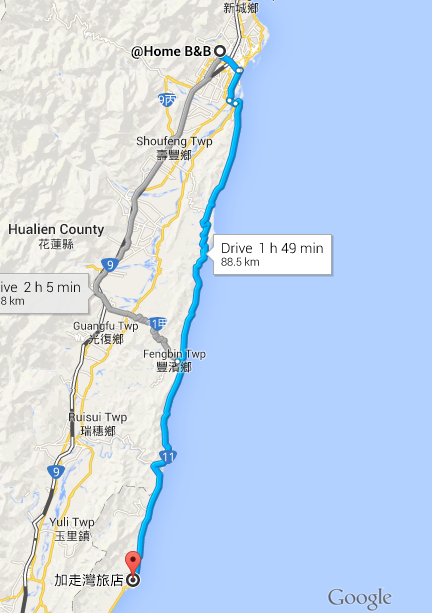 新城鄉
@Home B&B
9丙
Shoufeng Twp
壽豐鄉
Hualien County
花蓮縣
Drive 1 h 49 min
88.5 km
9
ive 2 h 5 min
8 km
11甲
Guangfu Twp
光復鄉
Fengbin Twp
豐濱鄉
Ruisui Twp
瑞穗鄉
11
9
Yuli Twp
玉里鎮
加走灣旅店
Google